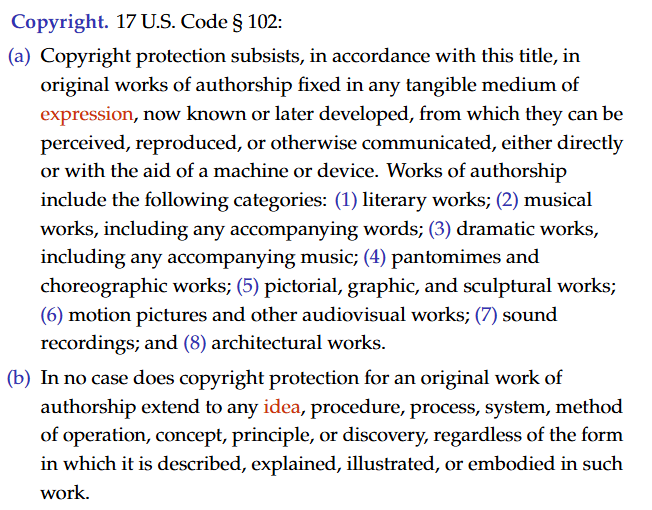 Copyright. 17 U.S. Code § 102:
(a) Copyright protection subsists, in accordance with this title, in
original works of authorship fixed in any tangible medium of
expression, now known or later developed, from which they can be
perceived, reproduced, or otherwise communicated, either directly
or with the aid of a machine or device. Works of authorship
include the following categories: (1) literary works; (2) musical
works, including any accompanying words; (3) dramatic works,
including any accompanying music; (4) pantomimes and
choreographic works; (5) pictorial, graphic, and sculptural works;
(6) motion pictures and other audiovisual works; (7) sound
recordings; and (8) architectural works.
(b) In no case does copyright protection for an original work of
authorship extend to any idea, procedure, process, system, method
of operation, concept, principle, or discovery, regardless of the form
in which it is described, explained, illustrated, or embodied in such
work.